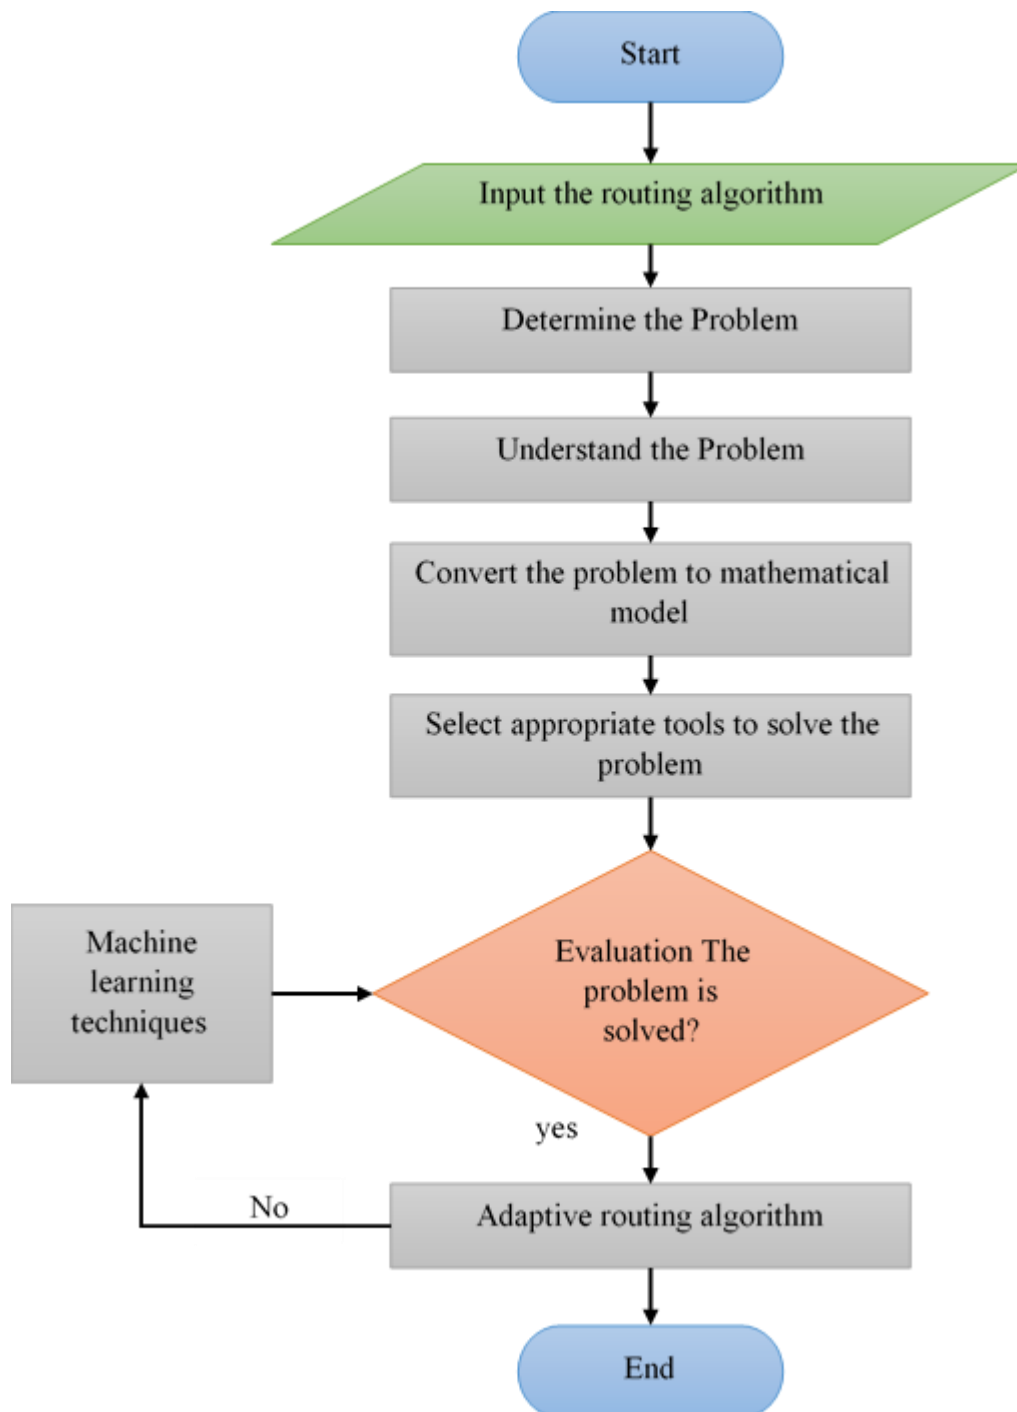 Start
Input the routing algorithm
Determine the Problem
Understand the Problem
Convert the problem to mathematical
model
Select appropriate tools to solve the
problem
Machine
learning
techniques
Evaluation The
problem is
solved?
yes
No
Adaptive routing algorithm
End